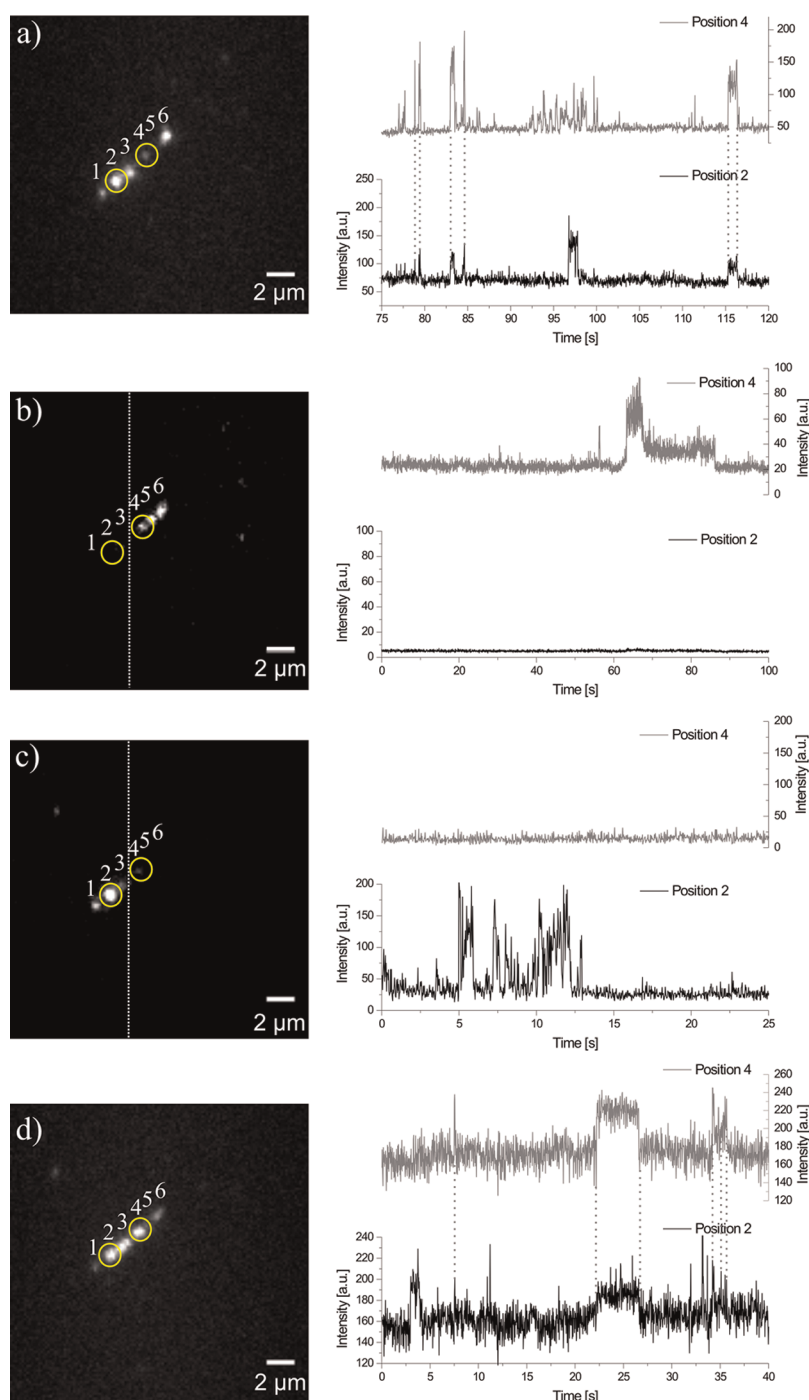 a)
1 2 3 4 5 6
2 μm
Position 4
200
150
100
50
Intensity [a.u.]
Position 2
250
200
150
100
50
Intensity [a.u.]
75 80 85 90 95 100 105 110 115 120
Time [s]
b)
1 2 3 4 5 6
2 μm
Position 4
100
80
60
40
20
0
Intensity [a.u.]
Position 2
100
80
60
40
20
0
Intensity [a.u.]
0 20 40 60 80 100
Time [s]
c)
1 2 3 4 5 6
2 μm
Position 4
200
150
100
50
0
Intensity [a.u.]
Position 2
200
150
100
50
0
Intensity [a.u.]
0 5 10 15 20 25
Time [s]
d)
1 2 3 4 5 6
2 μm
Position 4
260
240
220
200
180
160
140
120
100
Intensity [a.u.]
Position 2
240
220
200
180
160
140
120
Intensity [a.u.]
0 5 10 15 20 25 30 35 40
Time [s]